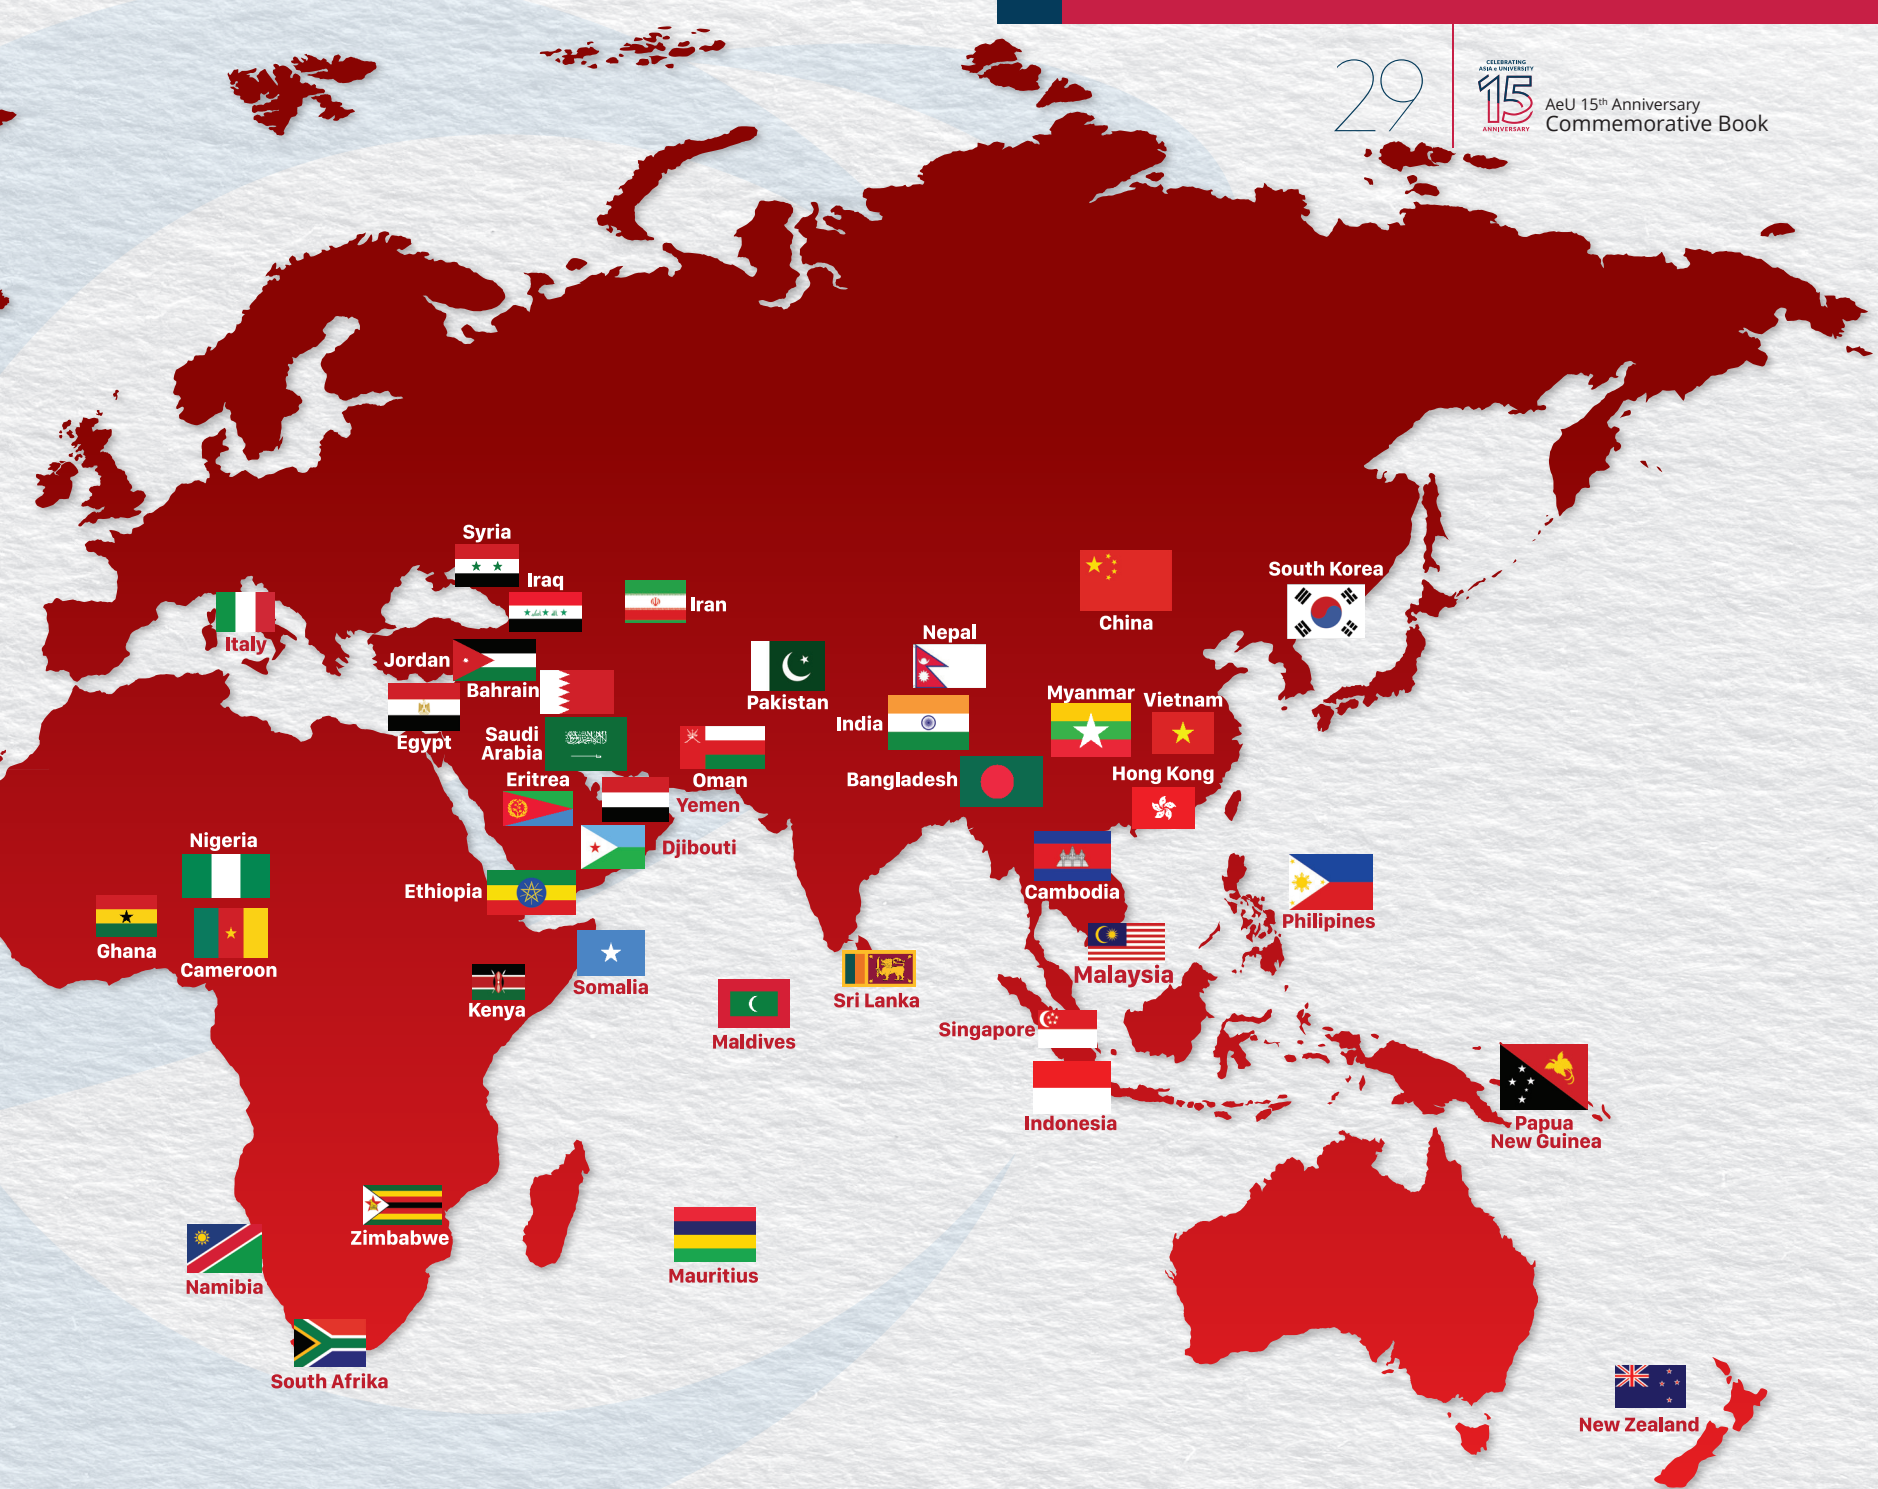 29
CELEBRATING
ASIA e UNIVERSITY
15
ANNIVERSARY
AeU 15th Anniversary
Commemorative Book
Syria
Iraq
Iran
Italy
Jordan
Bahrain
Egypt
Saudi
Arabia
Eritrea
Oman
Yemen
Djibouti
Ethiopia
Nigeria
Ghana
Cameroon
Kenya
Somalia
Pakistan
Nepal
India
Bangladesh
China
South Korea
Myanmar
Vietnam
Hong Kong
Cambodia
Philipines
Malaysia
Sri Lanka
Maldives
Singapore
Indonesia
Papua
New Guinea
Zimbabwe
Namibia
Mauritius
South Afrika
New Zealand